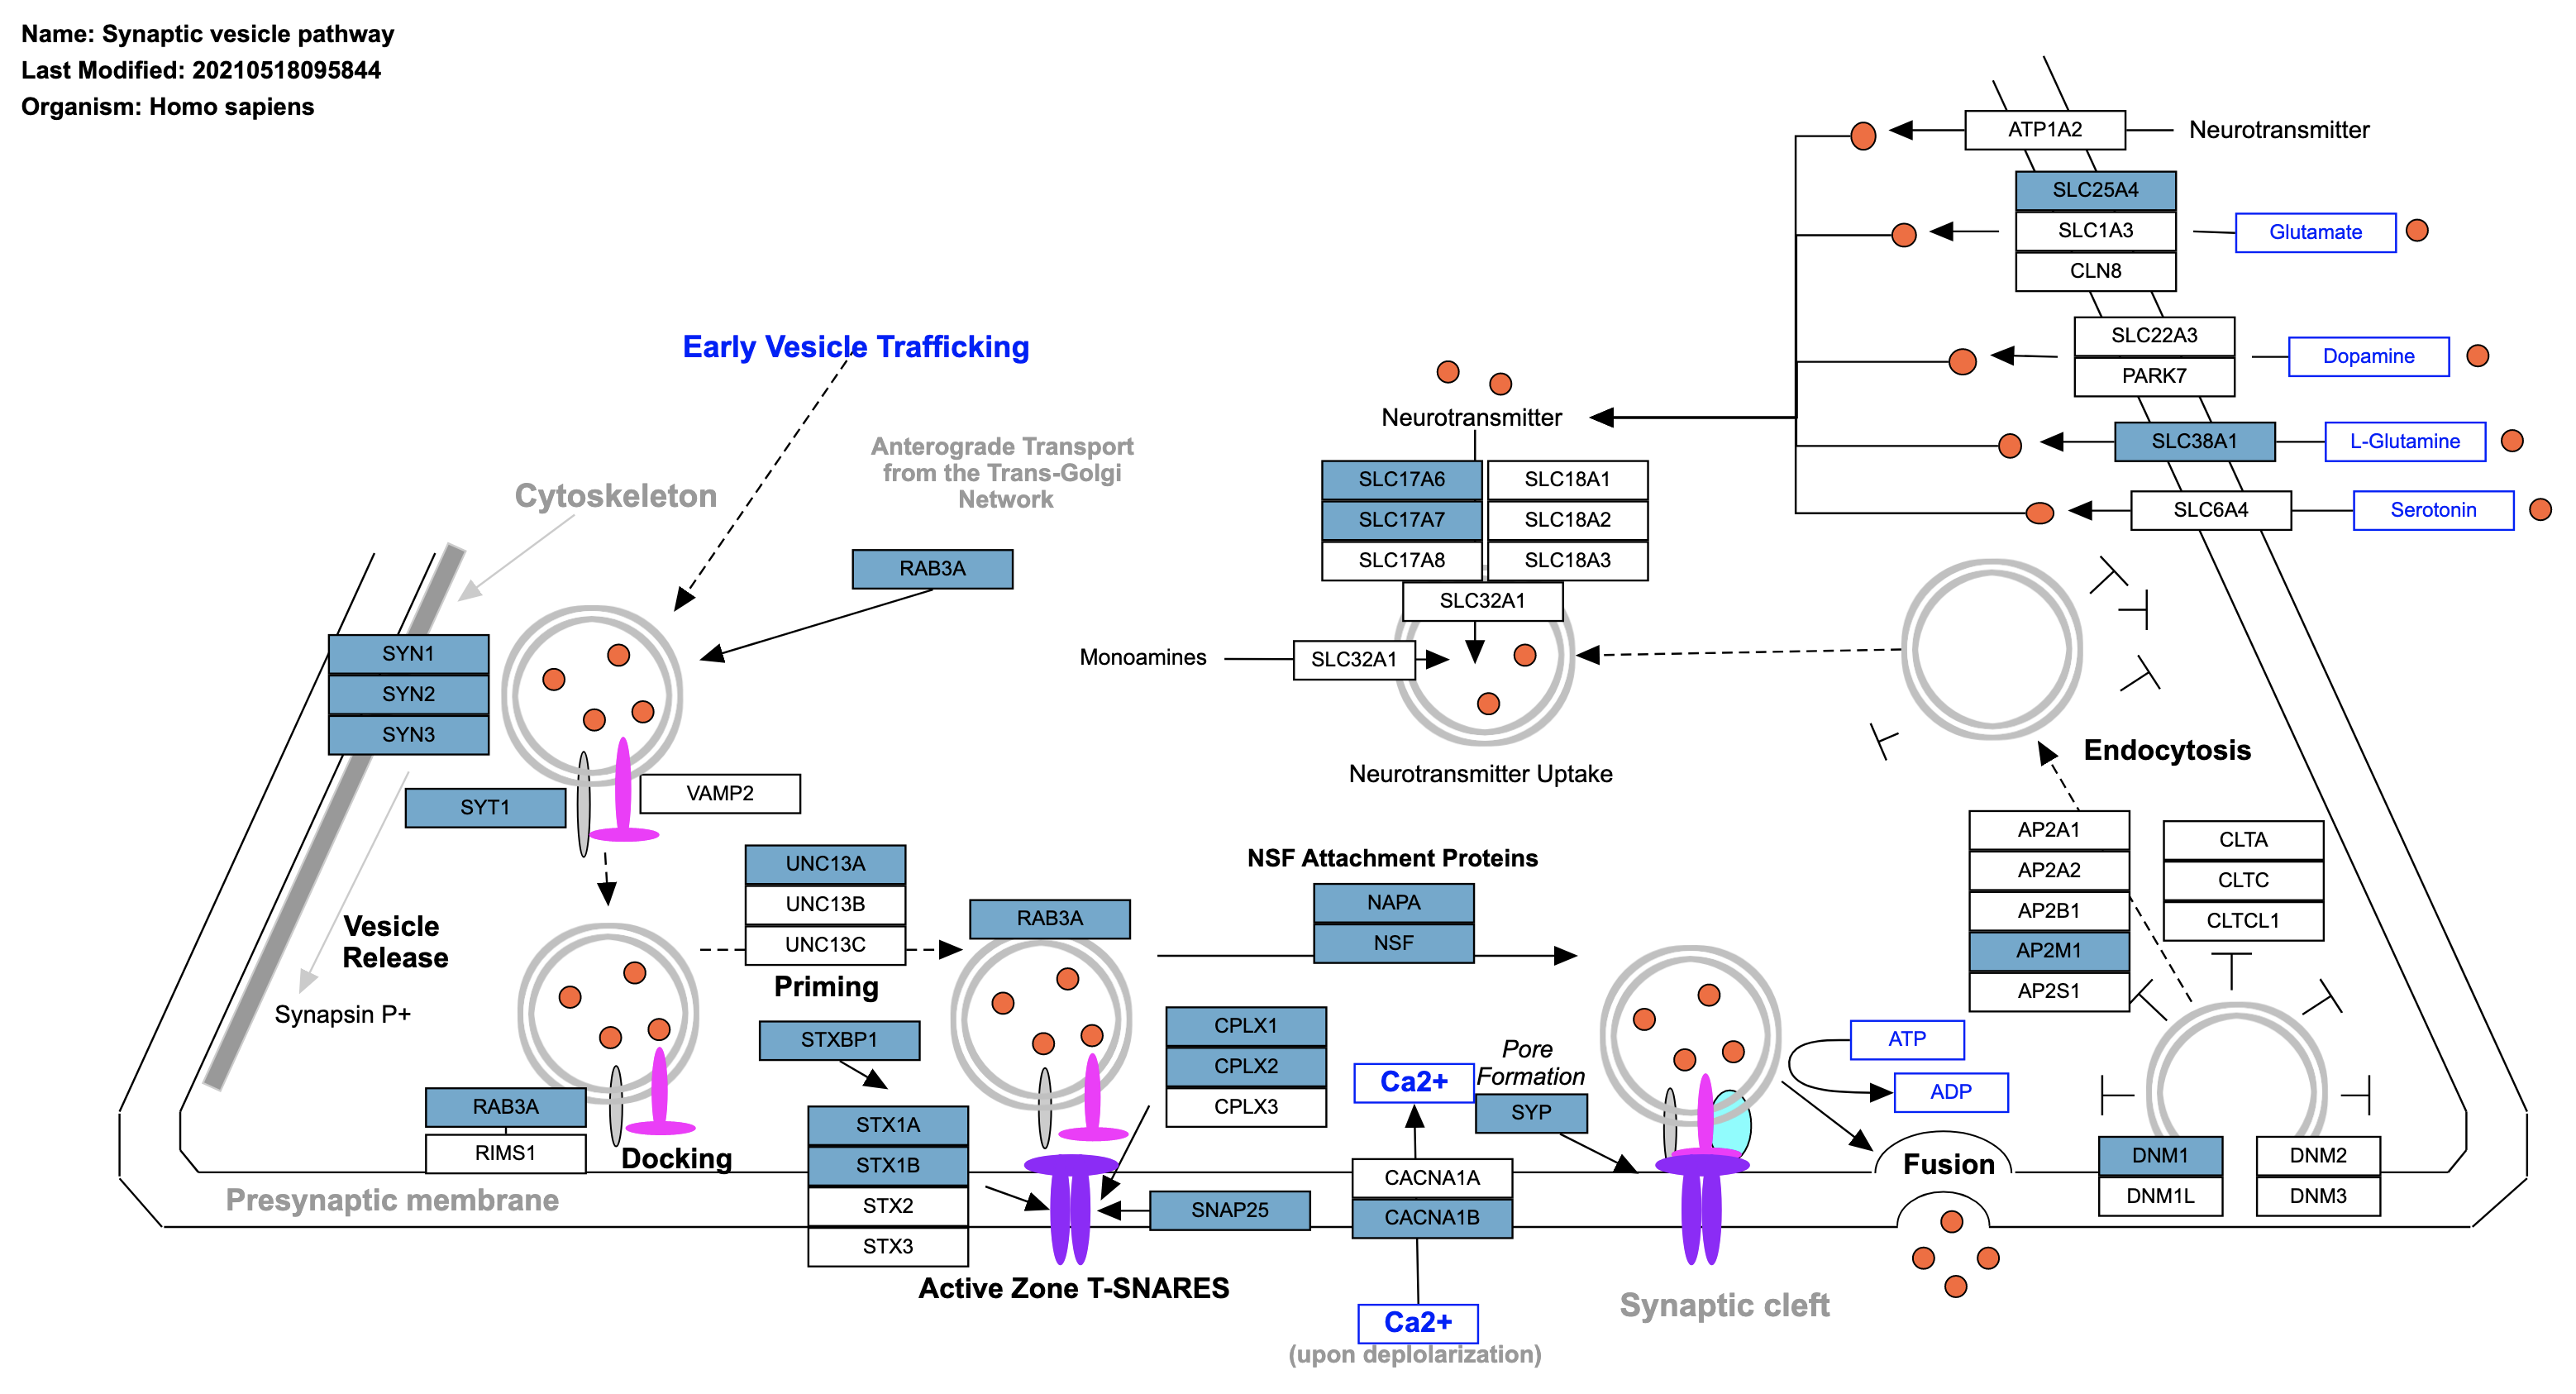 Name: Synaptic vesicle pathway
Last Modified: 20210518095844
Organism: Homo sapiens
ATP1A2
Neurotransmitter
SLC25A4
SLC1A3
CLN8
Glutamate
SLC22A3
PARK7
Dopamine
SLC38A1
L-Glutamine
SLC6A4
Serotonin
Early Vesicle Trafficking
Anterograde Transport
from the Trans-Golgi
Network
Cytoskeleton
RAB3A
Neurotransmitter
SLC17A6
SLC18A1
SLC17A7
SLC18A2
SLC17A8
SLC18A3
SLC32A1
Monoamines
SLC32A1
Neurotransmitter Uptake
SYN1
SYN2
SYN3
SYT1
VAMP2
Endocytosis
AP2A1
AP2A2
AP2B1
AP2M1
AP2S1
CLTA
CLTC
CLTCL1
Vesicle
Release
Synapsin P+
UNC13A
UNC13B
UNC13C
Priming
RAB3A
NSF Attachment Proteins
NAPA
NSF
STXBP1
CPLX1
CPLX2
CPLX3
Ca2+
Pore
Formation
SYP
ATP
ADP
RAB3A
RIMS1
Docking
STX1A
STX1B
STX2
STX3
SNAP25
CACNA1A
CACNA1B
Fusion
DNM1
DNM1L
DNM2
DNM3
Presynaptic membrane
Active Zone T-SNARES
Synaptic cleft
Ca2+
(upon deplolarization)